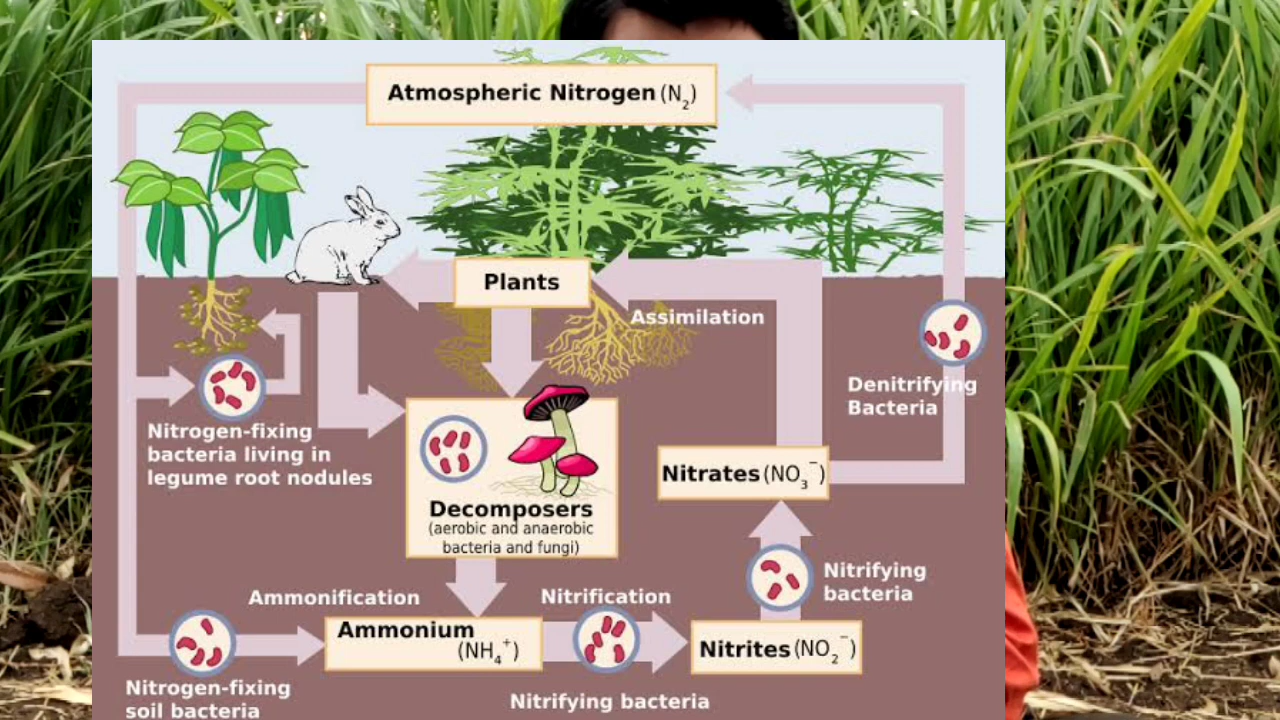 Atmospheric Nitrogen (N₂)
Plants
Assimilation
Denitrifying
Bacteria
Nitrogen-fixing
bacteria living in
legume root nodules
Nitrates (NO₃⁻)
Decomposers
(aerobic and anaerobic
bacteria and fungi)
Nitrifying
bacteria
Ammonification
Nitrification
Ammonium
(NH₄⁺)
Nitrites (NO₂⁻)
Nitrogen-fixing
soil bacteria
Nitrifying bacteria